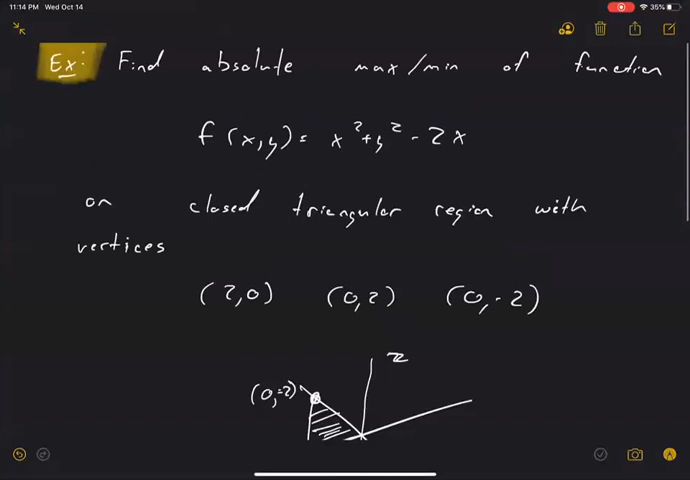 11:14 PM Wed Oct 14
35%
Ex: Find absolute max/min of function
f(x,y) = x²+y² - 2x
on closed triangular region with
vertices
(2,0) (0,2) (0,-2)
z
(0,-2)